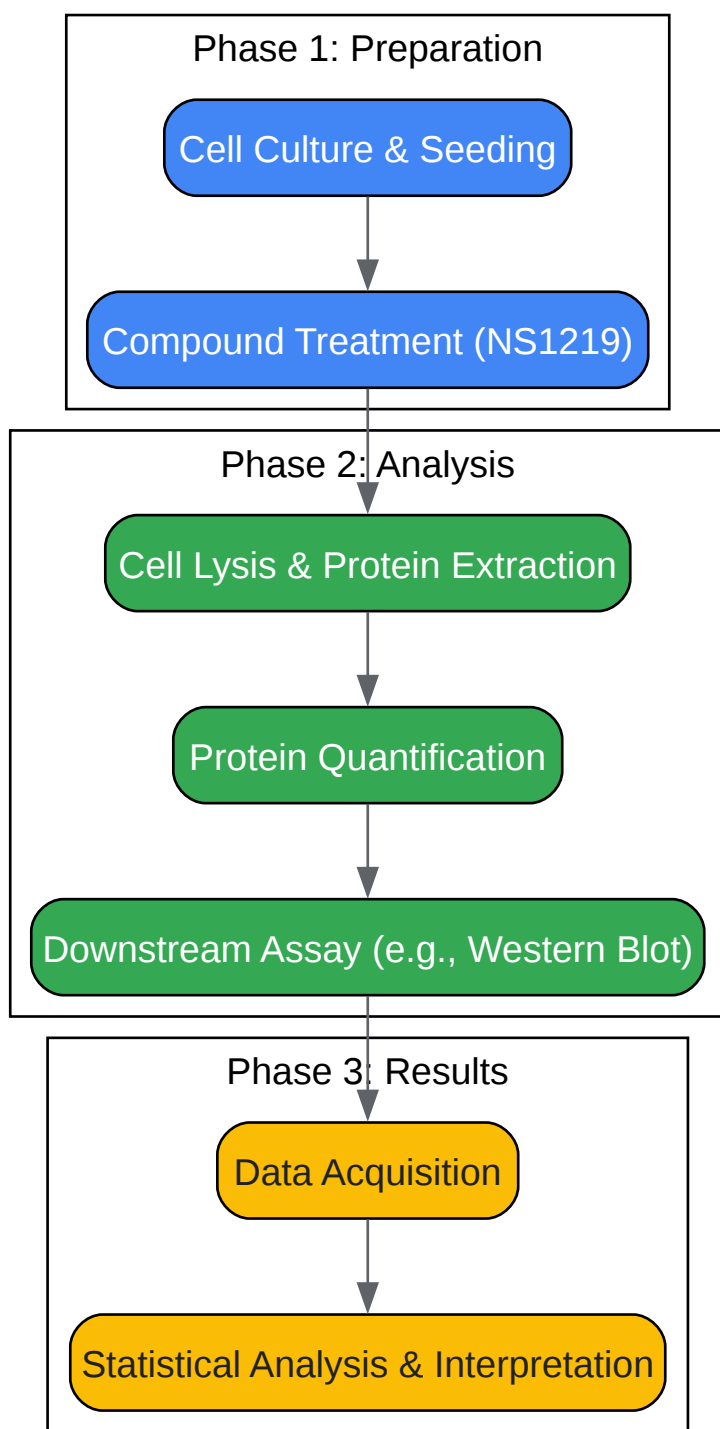 Phase 1: Preparation
Cell Culture & Seeding
Compound Treatment (NS1219)
Phase 2: Analysis
Cell Lysis & Protein Extraction
Protein Quantification
Downstream Assay (e.g., Western Blot)
Phase 3: Results
Data Acquisition
Statistical Analysis & Interpretation